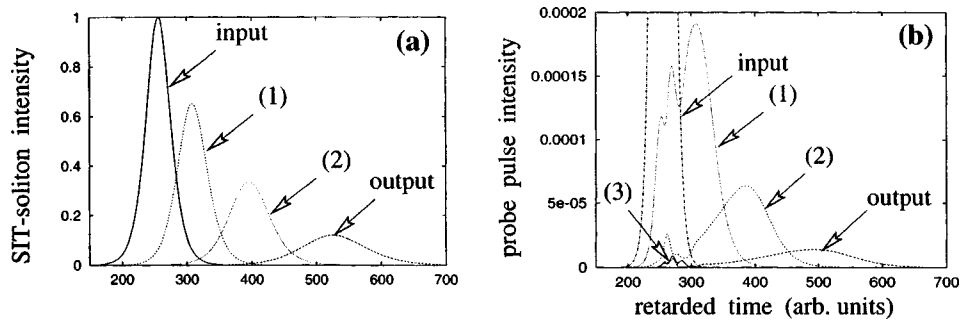 SIT-soliton intensity
1
0.8
0.6
0.4
0.2
0
200 300 400 500 600 700
input
(1)
(2)
output
(a)
probe pulse intensity
0.0002
0.00015
0.0001
5e-05
0
200 300 400 500 600 700
retarded time (arb. units)
input
(1)
(2)
(3)
output
(b)